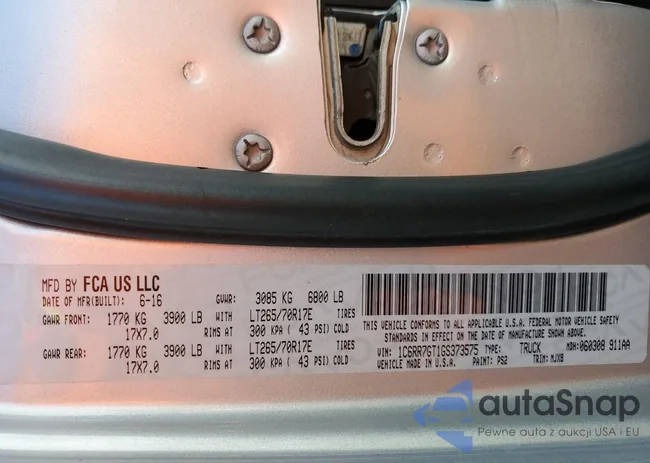 MFD BY FCA US LLC
DATE OF MFR(BUILT): 6-16 GVWR: 3085 KG 6800 LB
GAWR FRONT: 1770 KG 3900 LB WITH LT265/70R17E TIRES
17X7.0 RIMS AT 300 KPA ( 43 PSI) COLD
GAWR REAR: 1770 KG 3900 LB WITH LT265/70R17E TIRES
17X7.0 RIMS AT 300 KPA ( 43 PSI) COLD
THIS VEHICLE CONFORMS TO ALL APPLICABLE U.S.A. FEDERAL MOTOR VEHICLE SAFETY
STANDARDS IN EFFECT ON THE DATE OF MANUFACTURE SHOWN ABOVE.
VIN: 1C6RR7GT1GS373575 TYPE: TRUCK MDH:060308 911AA
VEHICLE MADE IN U.S.A. PAINT: PS2 TRIM: MJX8
autaSnap
Pewne auta z aukcji USA i EU